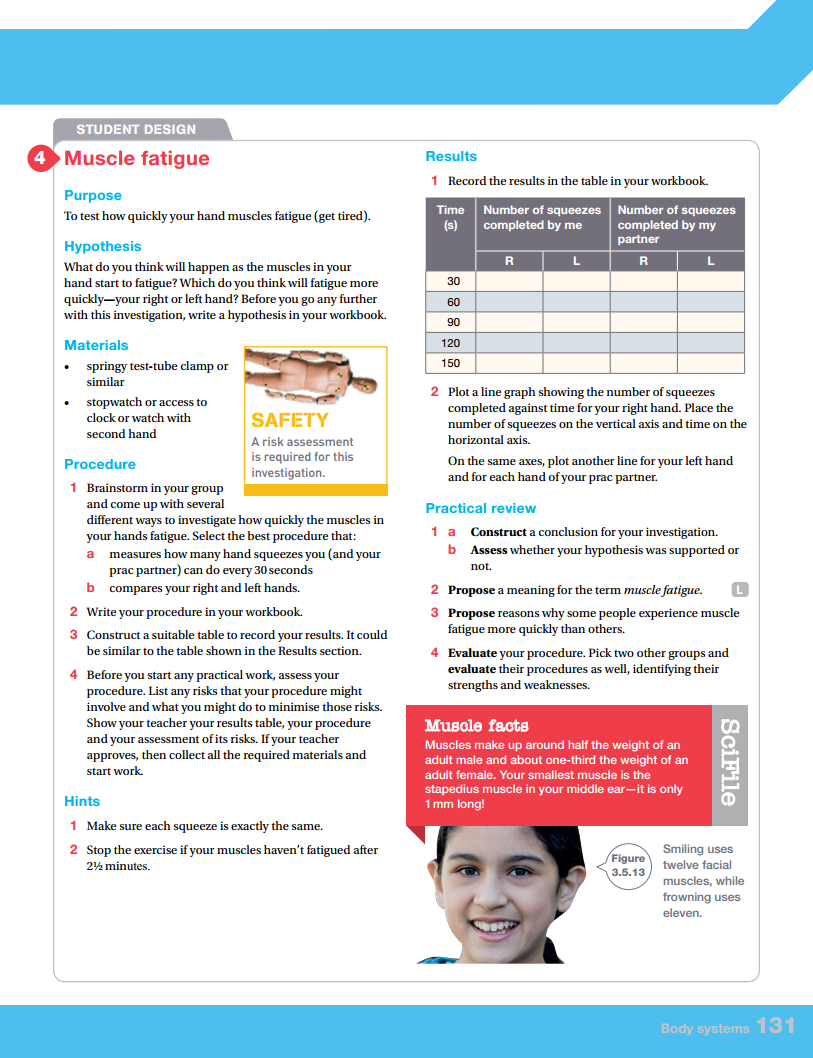 STUDENT DESIGN
4 Muscle fatigue
Purpose
To test how quickly your hand muscles fatigue (get tired).
Hypothesis
What do you think will happen as the muscles in your
hand start to fatigue? Which do you think will fatigue more
quickly—your right or left hand? Before you go any further
with this investigation, write a hypothesis in your workbook.
Materials
• springy test-tube clamp or
similar
• stopwatch or access to
clock or watch with
second hand
SAFETY
A risk assessment
is required for this
investigation.
Procedure
1 Brainstorm in your group
and come up with several
different ways to investigate how quickly the muscles in
your hands fatigue. Select the best procedure that:
a measures how many hand squeezes you (and your
prac partner) can do every 30 seconds
b compares your right and left hands.
2 Write your procedure in your workbook.
3 Construct a suitable table to record your results. It could
be similar to the table shown in the Results section.
4 Before you start any practical work, assess your
procedure. List any risks that your procedure might
involve and what you might do to minimise those risks.
Show your teacher your results table, your procedure
and your assessment of its risks. If your teacher
approves, then collect all the required materials and
start work.
Hints
1 Make sure each squeeze is exactly the same.
2 Stop the exercise if your muscles haven't fatigued after
2½ minutes.
Results
1 Record the results in the table in your workbook.
Time
(s)
Number of squeezes
completed by me
Number of squeezes
completed by my
partner
R L R L
30
60
90
120
150
2 Plot a line graph showing the number of squeezes
completed against time for your right hand. Place the
number of squeezes on the vertical axis and time on the
horizontal axis.
On the same axes, plot another line for your left hand
and for each hand of your prac partner.
Practical review
1 a Construct a conclusion for your investigation.
b Assess whether your hypothesis was supported or
not.
2 Propose a meaning for the term muscle fatigue. L
3 Propose reasons why some people experience muscle
fatigue more quickly than others.
4 Evaluate your procedure. Pick two other groups and
evaluate their procedures as well, identifying their
strengths and weaknesses.
Muscle facts
Muscles make up around half the weight of an
adult male and about one-third the weight of an
adult female. Your smallest muscle is the
stapedius muscle in your middle ear—it is only
1 mm long!
SciFile
Figure
3.5.13
Smiling uses
twelve facial
muscles, while
frowning uses
eleven.
Body systems 131